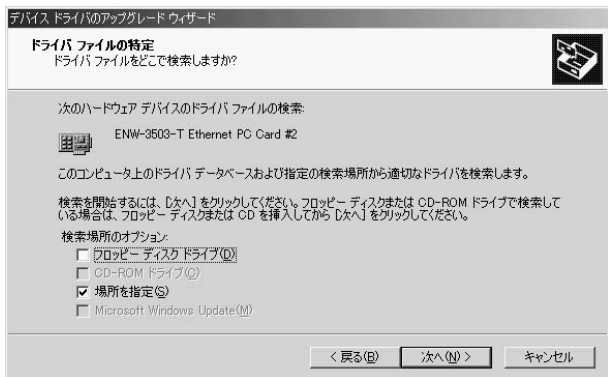 デバイス ドライバのアップグレード ウィザード
ドライバ ファイルの特定
ドライバ ファイルをどこで検索しますか?
次のハードウェア デバイスのドライバ ファイルの検索:
ENW-3503-T Ethernet PC Card #2
このコンピュータ上のドライバ データベースおよび指定の検索場所から適切なドライバを検索します。
検索を開始するには、[次へ] をクリックしてください。フロッピー ディスクまたは CD-ROM ドライブで検索して
いる場合は、フロッピー ディスクまたは CD を挿入してから [次へ] をクリックしてください。
検索場所のオプション:
フロッピー ディスク ドライブ(D)
CD-ROM ドライブ(C)
場所を指定(S)
Microsoft Windows Update(M)
< 戻る(B)
次へ(N) >
キャンセル